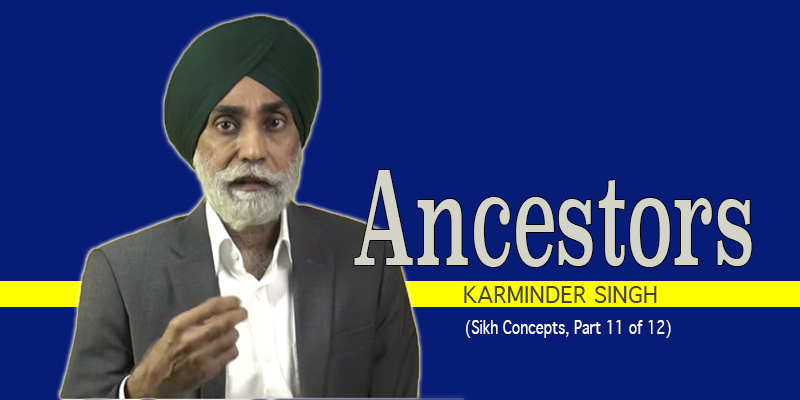 Ancestors
KARMINDER SINGH
(Sikh Concepts, Part 11 of 12)